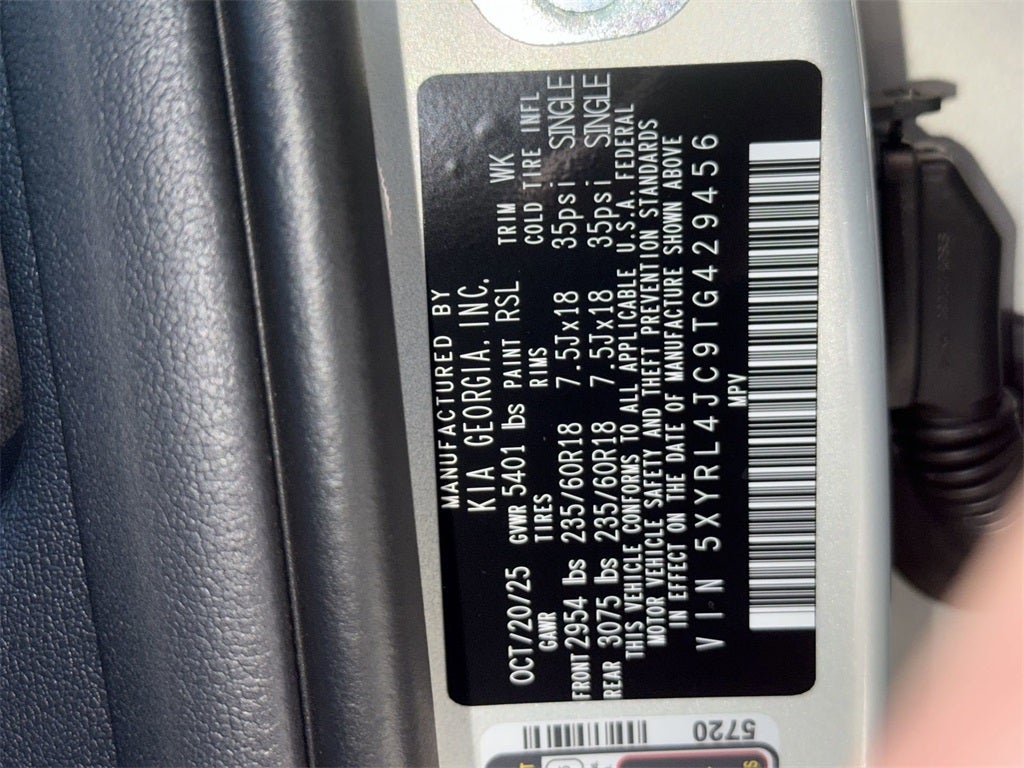 MANUFACTURED BY
KIA GEORGIA, INC.
OCT/20/25 GVWR 5401 lbs PAINT RSL TRIM WK
GAWR TIRES RIMS COLD TIRE INFL
FRONT 2954 lbs 235/60R18 7.5Jx18 35psi SINGLE
REAR 3075 lbs 235/60R18 7.5Jx18 35psi SINGLE
THIS VEHICLE CONFORMS TO ALL APPLICABLE U.S.A. FEDERAL
MOTOR VEHICLE SAFETY AND THEFT PREVENTION STANDARDS
IN EFFECT ON THE DATE OF MANUFACTURE SHOWN ABOVE
VIN 5XYRL4JC9TG429456
MPV
5720